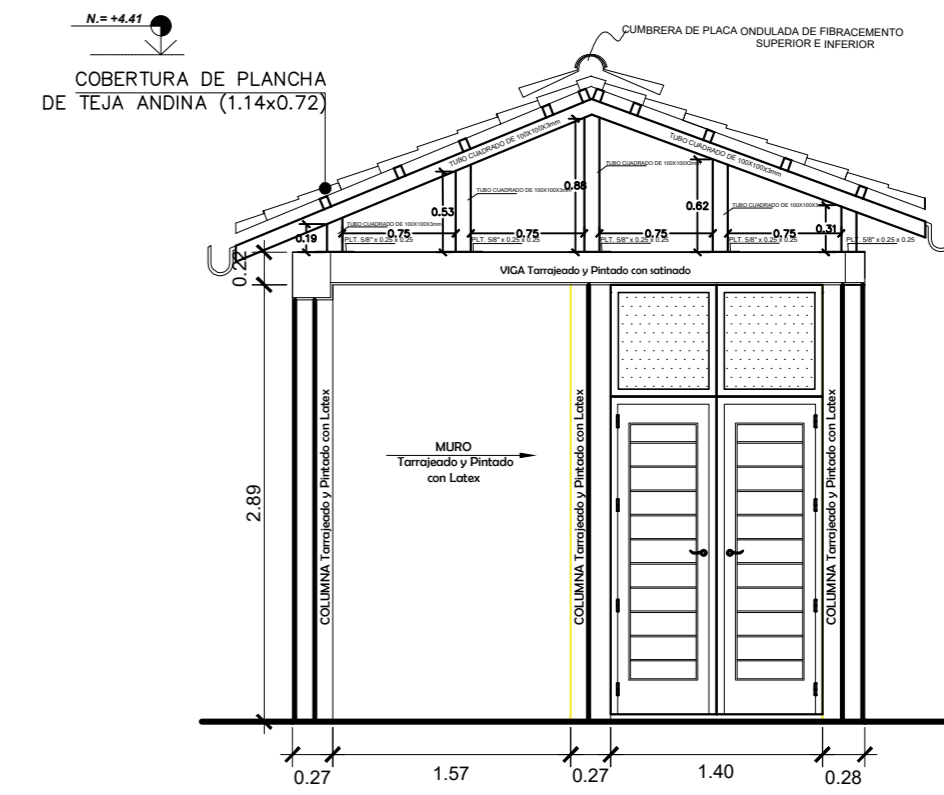 N.= +4.41
CUMBRERA DE PLACA ONDULADA DE FIBRACEMENTO
SUPERIOR E INFERIOR
COBERTURA DE PLANCHA
DE TEJA ANDINA (1.14x0.72)
TUBO CUADRADO DE 100X100X3mm
TUBO CUADRADO DE 100X100X3mm
TUBO CUADRADO DE 100X100X3mm
TUBO CUADRADO DE 100X100X3mm
TUBO CUADRADO DE 100X100X3mm
TUBO CUADRADO DE 100X100X3mm
0.19
0.53
0.88
0.62
0.31
0.75
0.75
0.75
0.75
PLT. 5/8" x 0.25 x 0.25
PLT. 5/8" x 0.25 x 0.25
PLT. 5/8" x 0.25 x 0.25
PLT. 5/8" x 0.25 x 0.25
PLT. 5/8" x 0.25 x 0.25
VIGA Tarrajeado y Pintado con satinado
2.89
COLUMNA Tarrajeado y Pintado con Latex
MURO
Tarrajeado y Pintado
con Latex
COLUMNA Tarrajeado y Pintado con Latex
COLUMNA Tarrajeado y Pintado con Latex
0.27
1.57
0.27
1.40
0.28